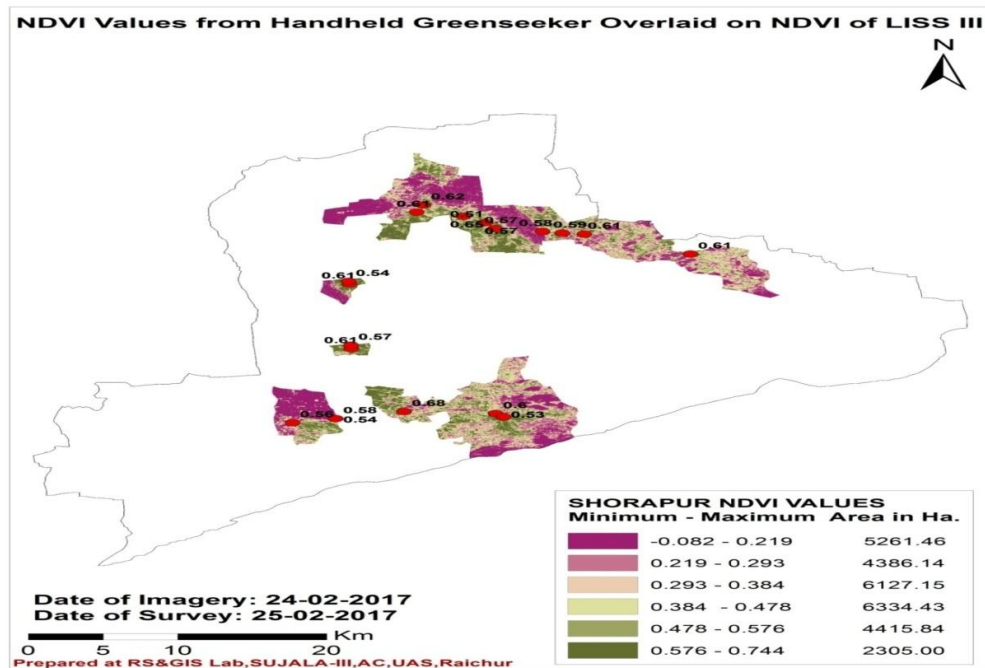 NDVI Values from Handheld Greenseeker Overlaid on NDVI of LISS III
N
0.62
0.61
0.51
0.65
0.57
0.57
0.58
0.59
0.61
0.61
0.61
0.54
0.61
0.57
0.56
0.58
0.54
0.68
0.6
0.53
SHORAPUR NDVI VALUES
Minimum - Maximum Area in Ha.
-0.082 - 0.219 5261.46
0.219 - 0.293 4386.14
0.293 - 0.384 6127.15
0.384 - 0.478 6334.43
0.478 - 0.576 4415.84
0.576 - 0.744 2305.00
Date of Imagery: 24-02-2017
Date of Survey: 25-02-2017
0 5 10 20 Km
Prepared at RS&GIS Lab,SUJALA-III,AC,UAS,Raichur